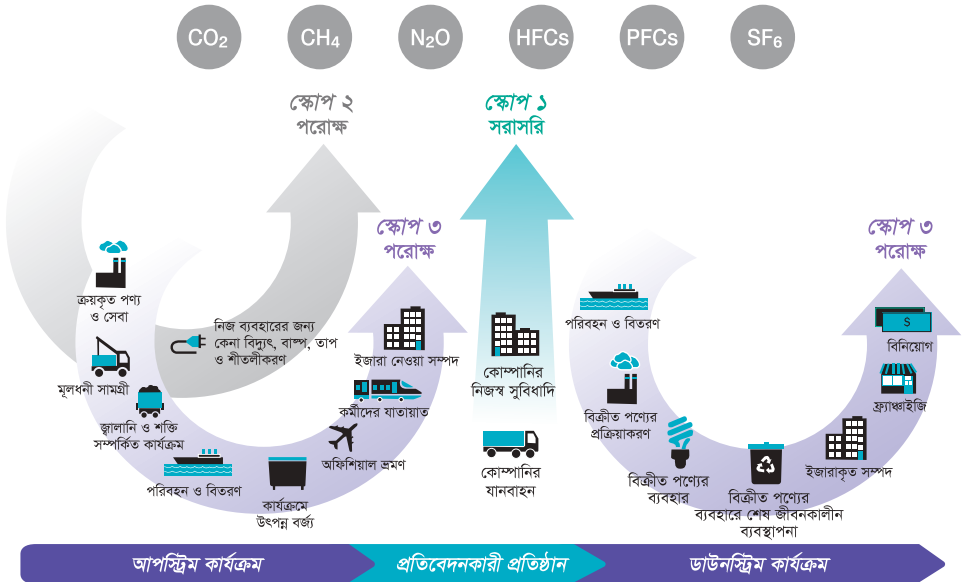 CO₂ CH₄ N₂O HFCs PFCs SF₆
স্কোপ ২
পরোক্ষ
স্কোপ ১
সরাসরি
স্কোপ ৩
পরোক্ষ
স্কোপ ৩
পরোক্ষ
ক্রয়কৃত পণ্য
ও সেবা
মূলধনী সামগ্রী
জ্বালানি ও শক্তি
সম্পর্কিত কার্যক্রম
পরিবহন ও বিতরণ
কার্যক্রমে
উৎপন্ন বর্জ্য
অফিশিয়াল ভ্রমণ
কর্মীদের যাতায়াত
ইজারা নেওয়া সম্পদ
নিজ ব্যবহারের জন্য
কেনা বিদ্যুৎ, বাষ্প, তাপ
ও শীতলীকরণ
কোম্পানির
নিজস্ব সুবিধাদি
কোম্পানির
যানবাহন
পরিবহন ও বিতরণ
বিক্রীত পণ্যের
প্রক্রিয়াকরণ
বিক্রীত পণ্যের
ব্যবহার
বিক্রীত পণ্যের
ব্যবহারে শেষ জীবনকালীন
ব্যবস্থাপনা
ইজারাকৃত সম্পদ
ফ্র্যাঞ্চাইজি
$
বিনিয়োগ
আপস্ট্রিম কার্যক্রম
প্রতিবেদনকারী প্রতিষ্ঠান
ডাউনস্ট্রিম কার্যক্রম